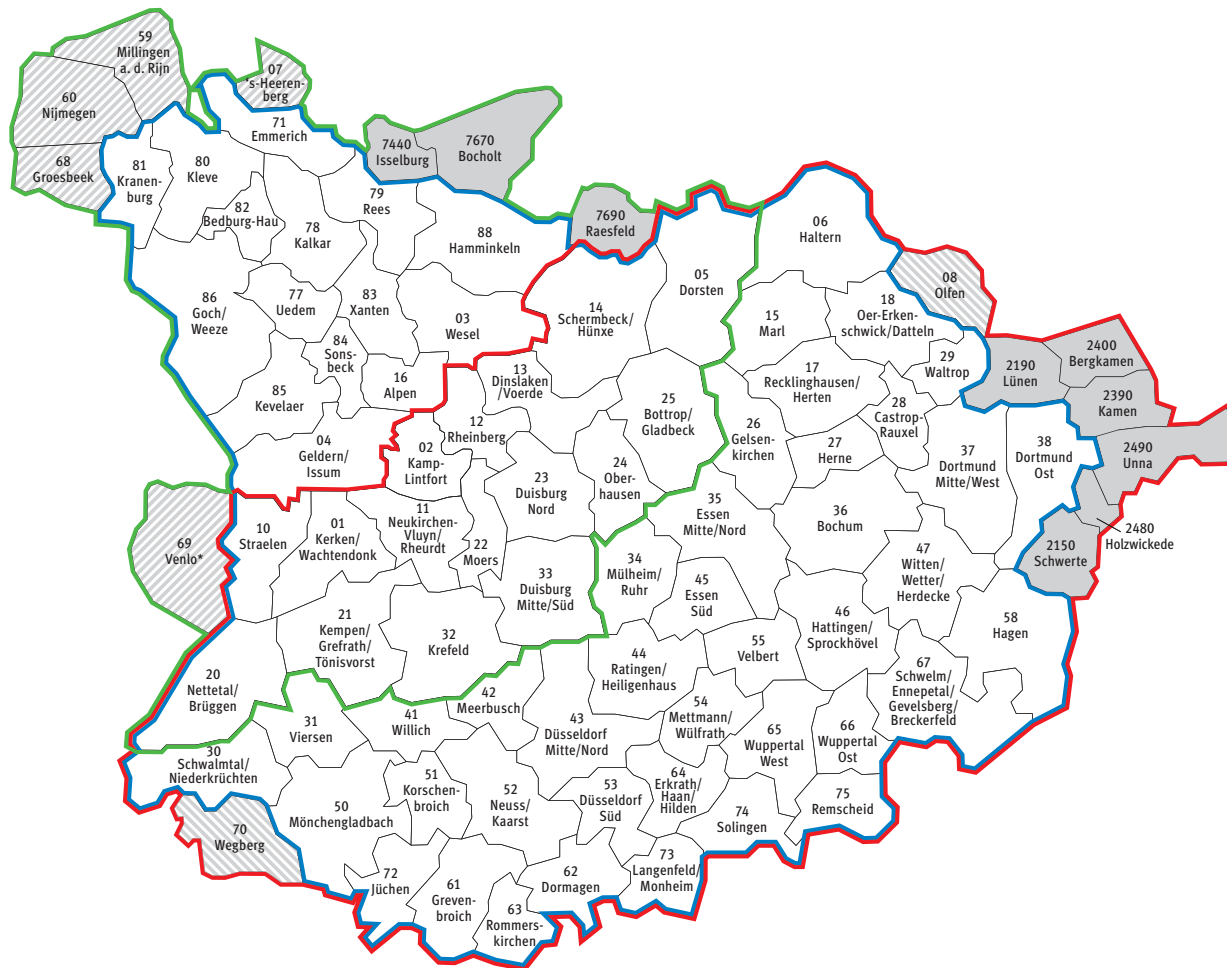 59
Millingen
a. d. Rijn
07
's-Heeren-
berg
60
Nijmegen
71
Emmerich
7440
Isselburg
7670
Bocholt
68
Groesbeek
81
Kranen-
burg
80
Kleve
79
Rees
82
Bedburg-Hau
78
Kalkar
88
Hamminkeln
7690
Raesfeld
06
Haltern
05
Dorsten
08
Olfen
86
Goch/
Weeze
77
Uedem
83
Xanten
03
Wesel
14
Schermbeck/
Hünxe
15
Marl
18
Oer-Erken-
schwick/Datteln
84
Sons-
beck
16
Alpen
13
Dinslaken
/Voerde
17
Recklinghausen/
Herten
29
Waltrop
2190
Lünen
2400
Bergkamen
2390
Kamen
85
Kevelaer
25
Bottrop/
Gladbeck
28
Castrop-
Rauxel
04
Geldern/
Issum
02
Kamp-
Lintfort
12
Rheinberg
26
Gelsen-
kirchen
27
Herne
37
Dortmund
Mitte/West
38
Dortmund
Ost
2490
Unna
23
Duisburg
Nord
24
Ober-
hausen
35
Essen
Mitte/Nord
36
Bochum
2480
Holzwickede
69
Venlo*
10
Straelen
01
Kerken/
Wachtendonk
11
Neukirchen-
Vluyn/
Rheurdt
22
Moers
33
Duisburg
Mitte/Süd
34
Mülheim/
Ruhr
45
Essen
Süd
47
Witten/
Wetter/
Herdecke
2150
Schwerte
21
Kempen/
Grefrath/
Tönisvorst
32
Krefeld
46
Hattingen/
Sprockhövel
58
Hagen
44
Ratingen/
Heiligenhaus
55
Velbert
20
Nettetal/
Brüggen
67
Schwelm/
Ennepetal/
Gevelsberg/
Breckerfeld
42
Meerbusch
54
Mettmann/
Wülfrath
31
Viersen
41
Willich
43
Düsseldorf
Mitte/Nord
65
Wuppertal
West
66
Wuppertal
Ost
30
Schwalmtal/
Niederkrüchten
51
Korschen-
broich
52
Neuss/
Kaarst
53
Düsseldorf
Süd
64
Erkrath/
Haan/
Hilden
75
Remscheid
50
Mönchengladbach
74
Solingen
70
Wegberg
72
Jüchen
61
Greven-
broich
62
Dormagen
73
Langenfeld/
Monheim
63
Rommers-
kirchen